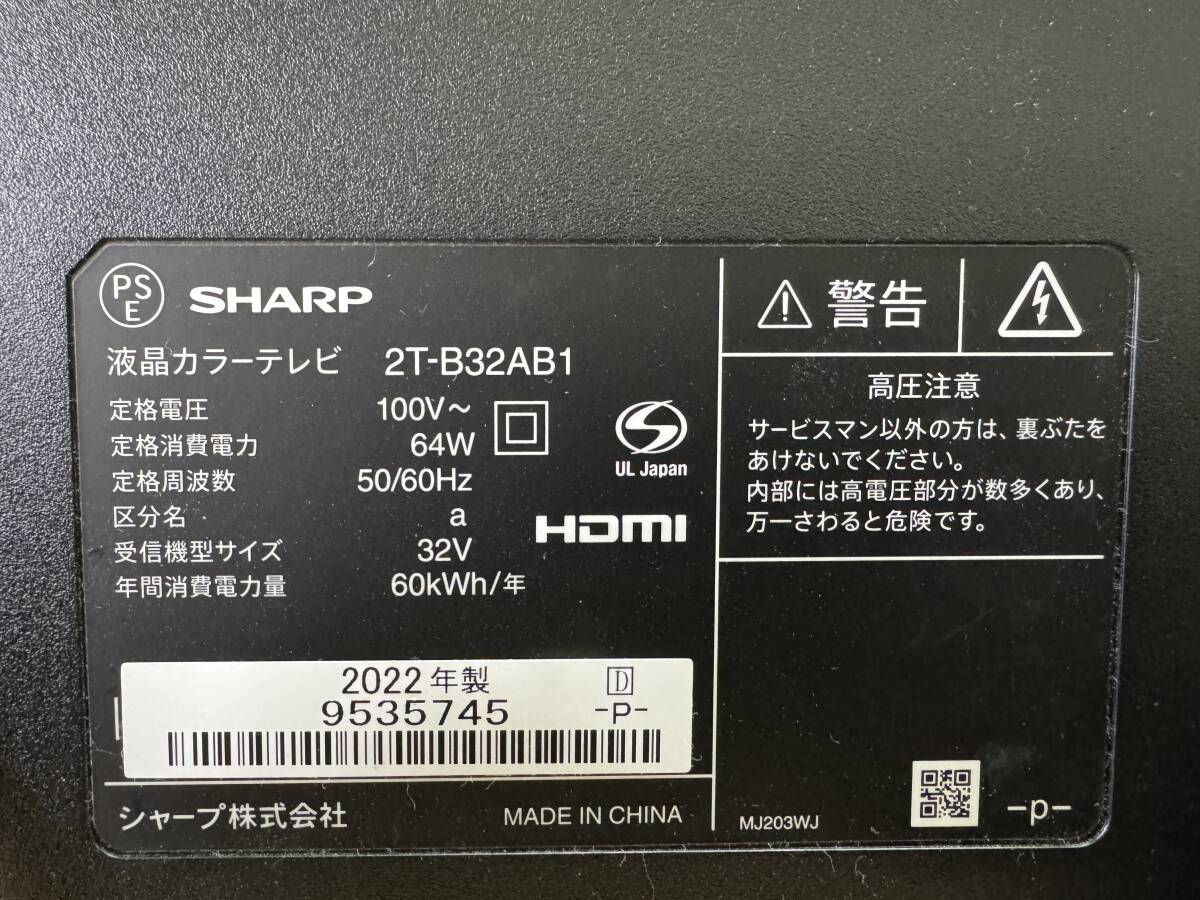 PS
E
SHARP
液晶カラーテレビ 2T-B32AB1
定格電圧 100V～
定格消費電力 64W
定格周波数 50/60Hz
区分名 a
受信機型サイズ 32V
年間消費電力量 60kWh/年
UL Japan
HDMI
2022年製 D
9535745 -P-
シャープ株式会社 MADE IN CHINA
警告
高圧注意
サービスマン以外の方は、裏ぶたを
あけないでください。
内部には高電圧部分が数多くあり、
万一さわると危険です。
MJ203WJ
-p-